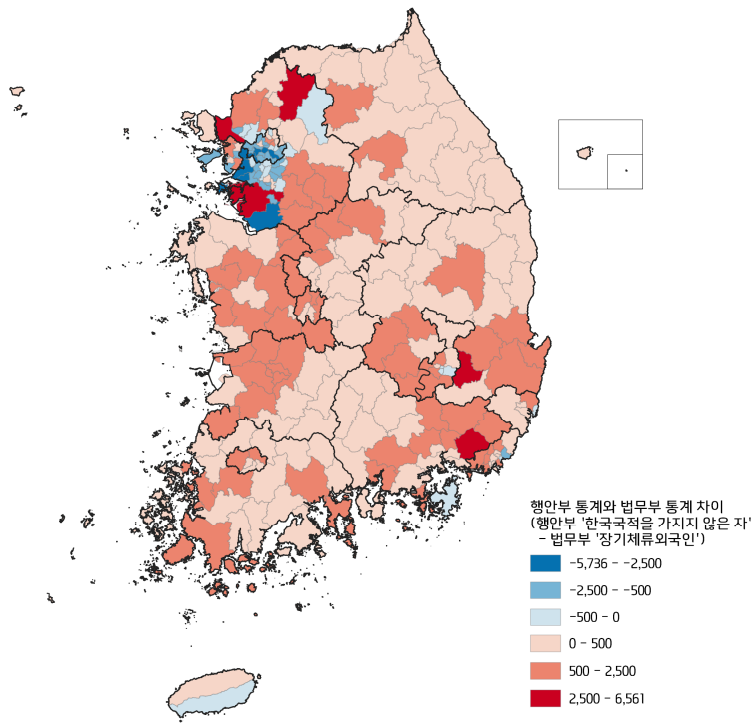 행안부 통계와 법무부 통계 차이
(행안부 '한국국적을 가지지 않은 자'
- 법무부 '장기체류외국인')
-5,736 - -2,500
-2,500 - -500
-500 - 0
0 - 500
500 - 2,500
2,500 - 6,561